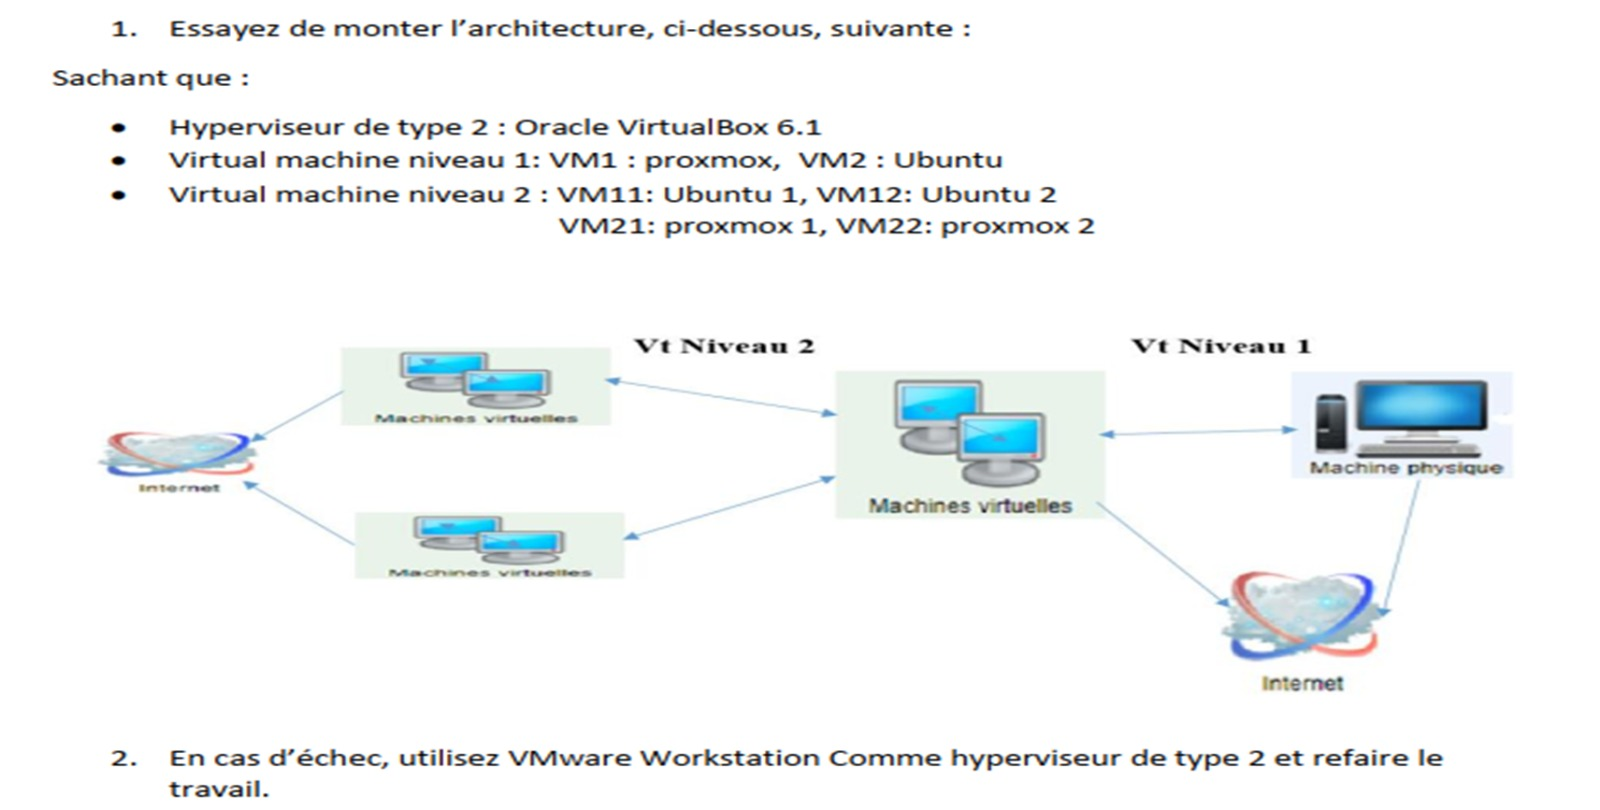 1. Essayez de monter l’architecture, ci-dessous, suivante :
Sachant que :
• Hyperviseur de type 2 : Oracle VirtualBox 6.1
• Virtual machine niveau 1: VM1 : proxmox, VM2 : Ubuntu
• Virtual machine niveau 2 : VM11: Ubuntu 1, VM12: Ubuntu 2
VM21: proxmox 1, VM22: proxmox 2
Vt Niveau 2
Vt Niveau 1
Machines virtuelles
Machines virtuelles
Machine physique
Internet
Machines virtuelles
Internet
2. En cas d’échec, utilisez VMware Workstation Comme hyperviseur de type 2 et refaire le
travail.